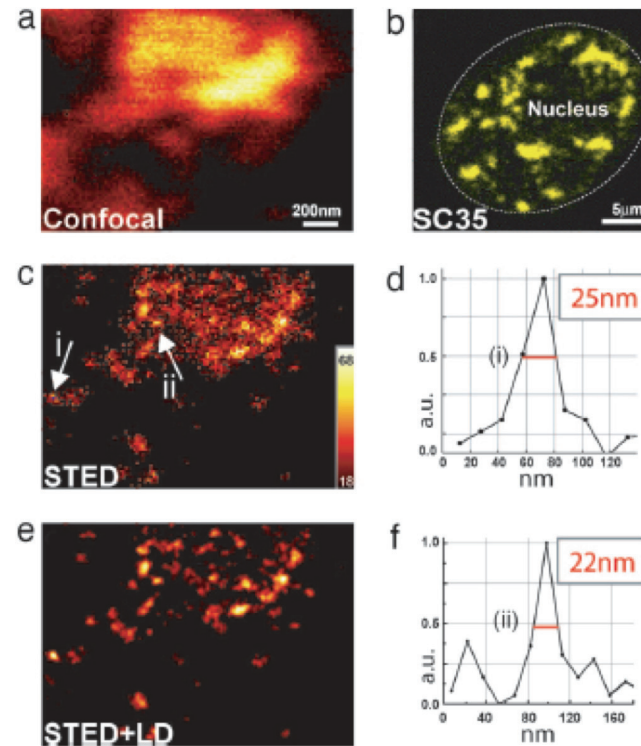 a
Confocal
200nm
b
Nucleus
SC35
5µm
c
i
ii
STED
68
18
d
1.0
0.5
0.0
a.u.
(i)
25nm
0 20 40 60 80 100 120
nm
e
STED+LD
f
1.0
0.5
0.0
a.u.
(ii)
22nm
0 40 80 120 160
nm